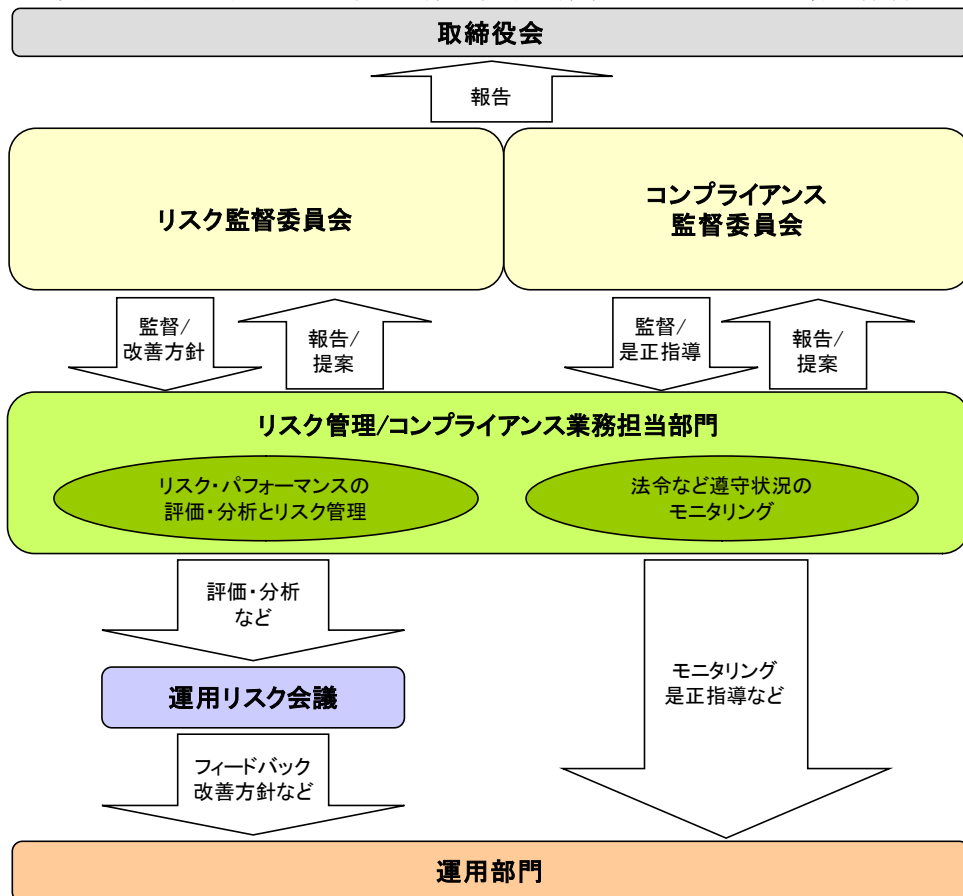 取締役会
報告
リスク監督委員会
コンプライアンス
監督委員会
監督/
改善方針
報告/
提案
監督/
是正指導
報告/
提案
リスク管理/コンプライアンス業務担当部門
リスク・パフォーマンスの
評価・分析とリスク管理
法令など遵守状況の
モニタリング
評価・分析
など
運用リスク会議
モニタリング
是正指導など
フィードバック
改善方針など
運用部門